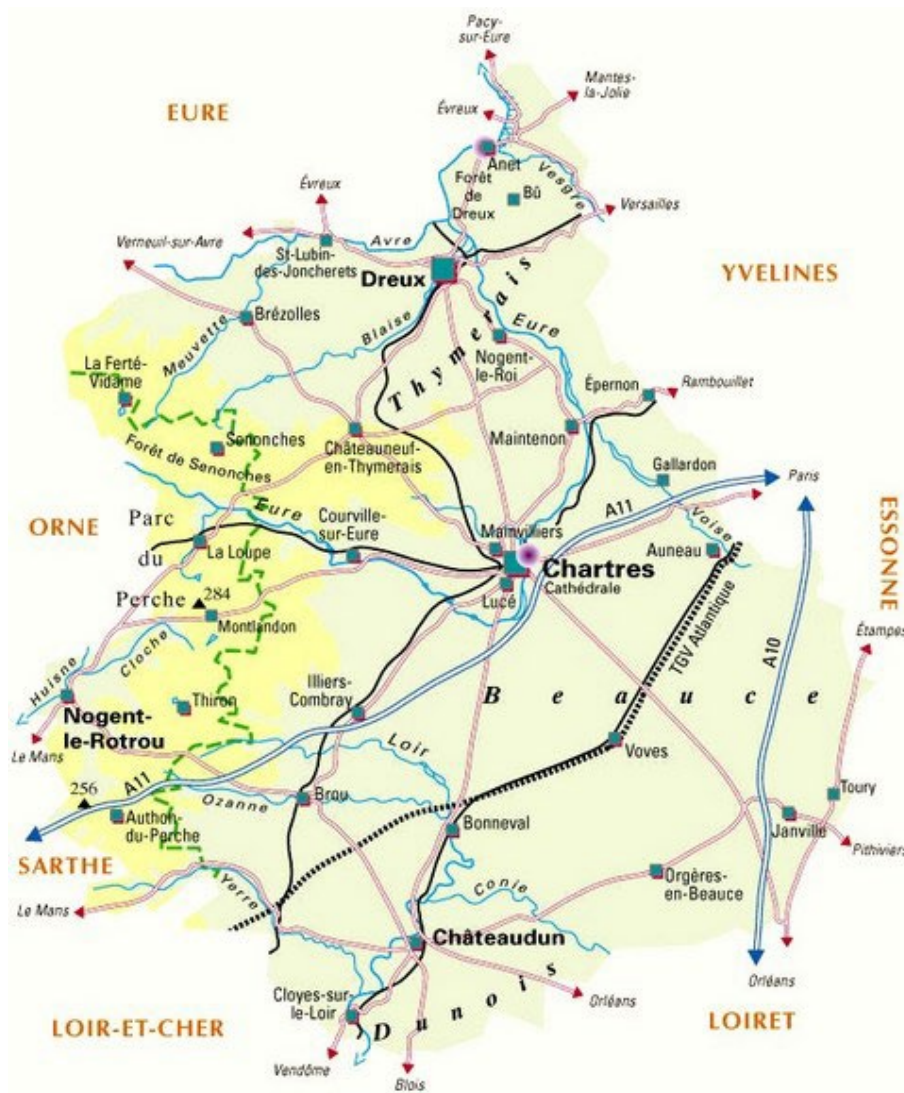 Pacy-
sur-Eure
Mantes-
la-Jolie
EURE
Évreux
Anet
Vesgre
Forêt
de
Dreux
Bû
Évreux
Versailles
Verneuil-sur-Avre
Avre
St-Lubin-
des-Joncherets
Dreux
YVELINES
Thymerais
Brézolles
Blaise
Eure
Meuvette
Nogent-
le-Roi
La Ferté-
Vidame
Épernon
Rambouillet
Senonches
Châteauneuf-
en-Thymerais
Maintenon
Forêt de Senonches
Gallardon
Paris
Eure
A11
ORNE
Parc
du
Perche
Courville-
sur-Eure
Mainvilliers
Voise
ESSONNE
La Loupe
Auneau
Chartres
Cathédrale
Lucé
284
Montlandon
Étampes
TGV Atlantique
A10
Cloche
Huisne
Thiron
Illiers-
Combray
Beauce
Nogent-
le-Rotrou
Le Mans
Loir
Voves
A11
256
Ozanne
Brou
Toury
Authon-
du-Perche
Bonneval
Janville
Pithiviers
SARTHE
Orgères-
en-Beauce
Yerre
Conie
Le Mans
Châteaudun
Orléans
Cloyes-sur-
le-Loir
Dunois
Orléans
LOIR-ET-CHER
LOIRET
Vendôme
Blois